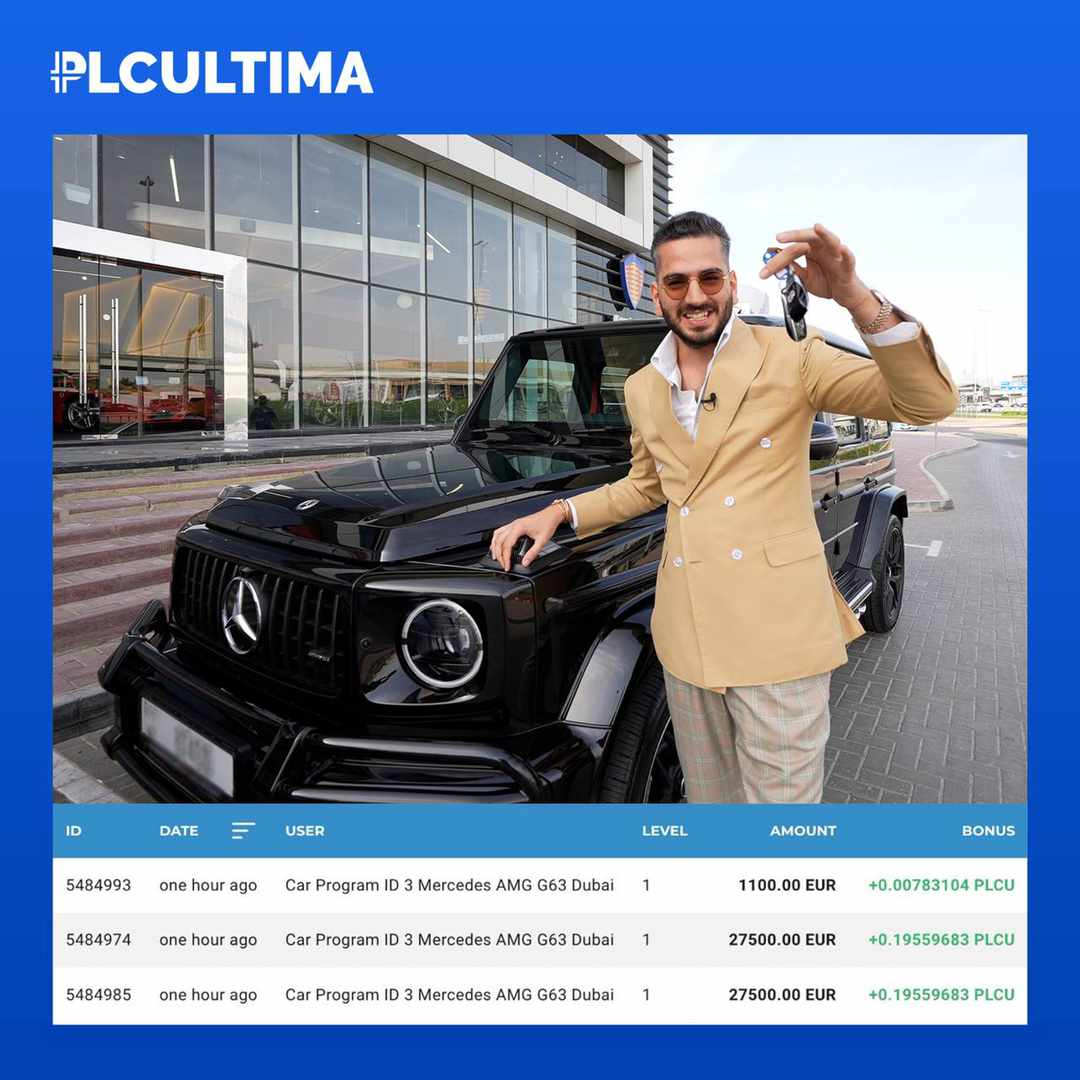 PLCULTIMA
ID DATE USER LEVEL AMOUNT BONUS
5484993 one hour ago Car Program ID 3 Mercedes AMG G63 Dubai 1 1100.00 EUR +0.00783104 PLCU
5484974 one hour ago Car Program ID 3 Mercedes AMG G63 Dubai 1 27500.00 EUR +0.19559683 PLCU
5484985 one hour ago Car Program ID 3 Mercedes AMG G63 Dubai 1 27500.00 EUR +0.19559683 PLCU